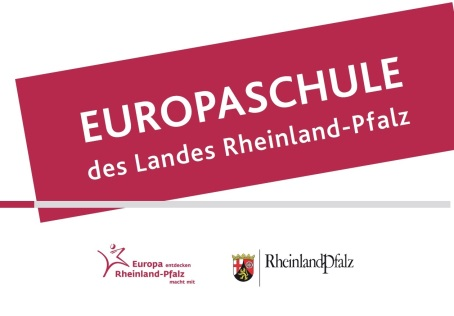 EUROPASCHULE
des Landes Rheinland-Pfalz
Europa entdecken
Rheinland-Pfalz
macht mit
RheinlandPfalz